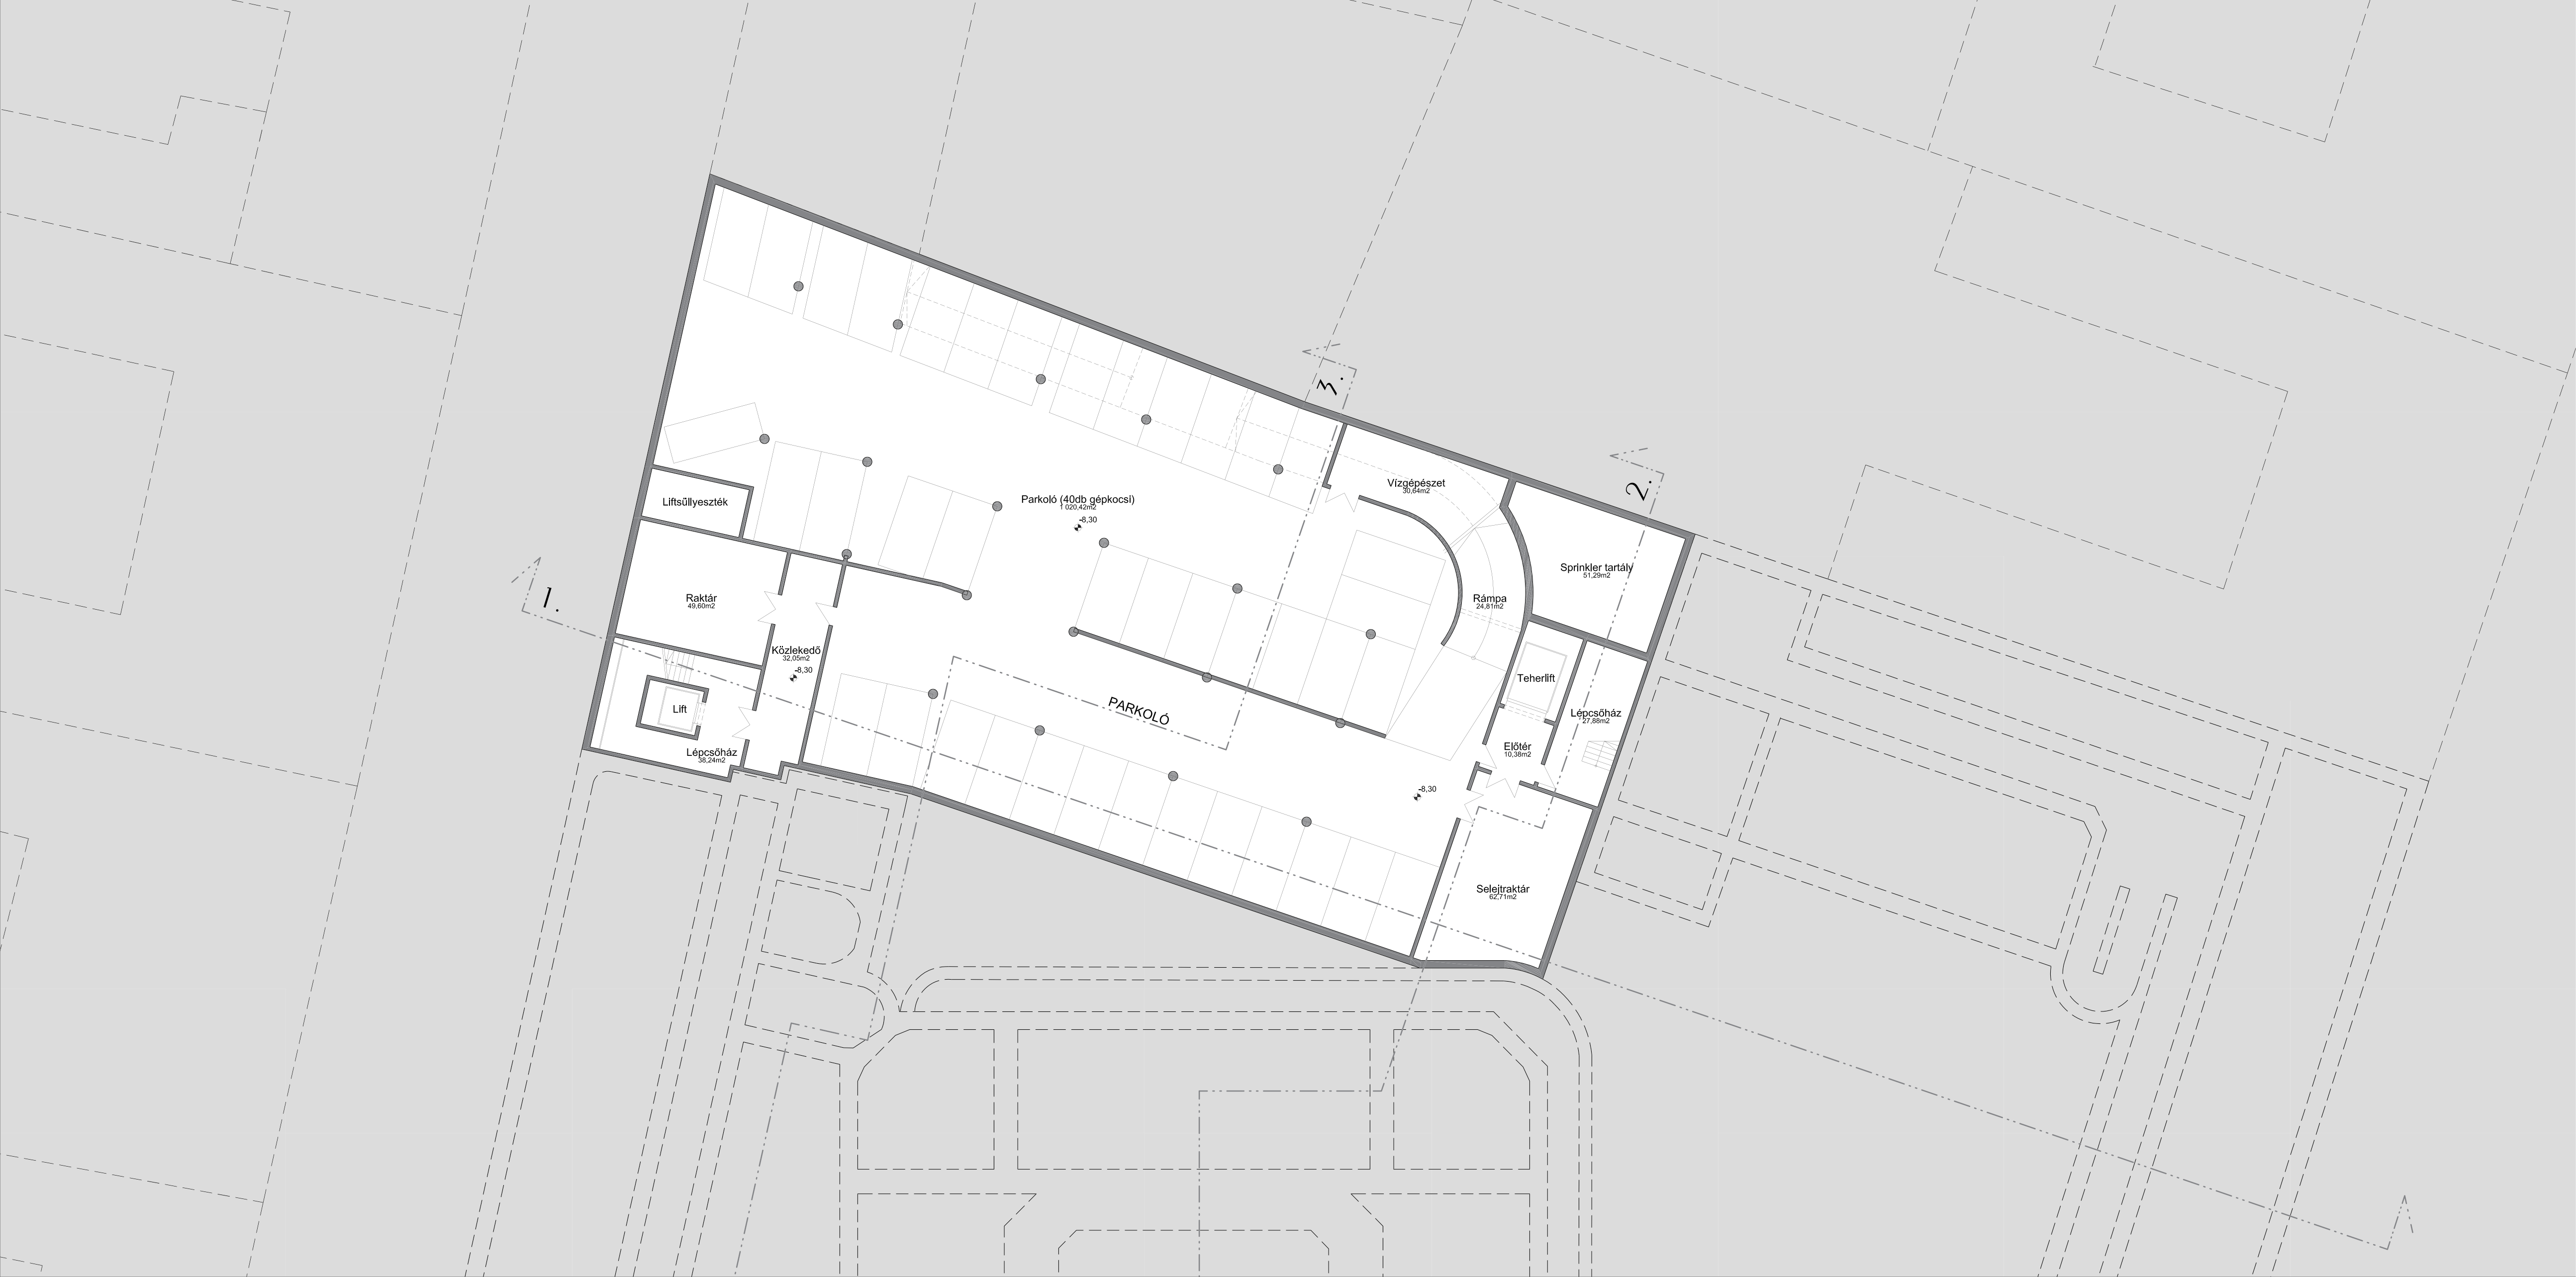 3.
2.
Vízgépészet
30,64m2
Liftsűllyeszték
Parkoló (40db gépkocsi)
1 020,42m2
-8,30
Sprinkler tartály
51,29m2
1.
Raktár
49,60m2
Rámpa
24,81m2
Közlekedő
32,05m2
-8,30
Teherlift
Lift
PARKOLÓ
Lépcsőház
27,88m2
Lépcsőház
38,24m2
Előtér
10,38m2
-8,30
Selejtraktár
62,71m2